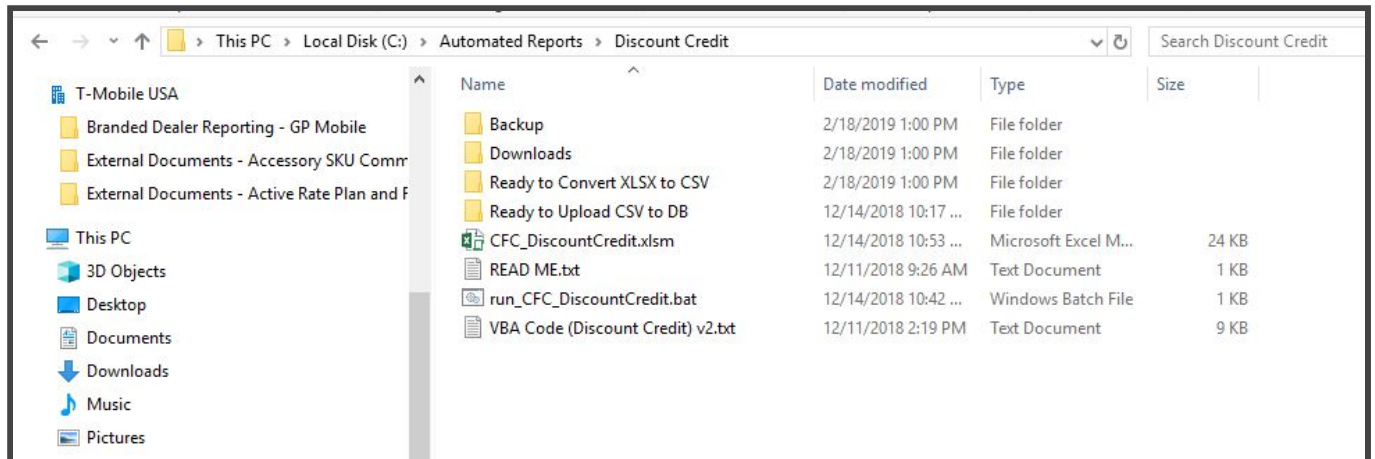 This PC > Local Disk (C:) > Automated Reports > Discount Credit Search Discount Credit
T-Mobile USA
Branded Dealer Reporting - GP Mobile
External Documents - Accessory SKU Comm
External Documents - Active Rate Plan and F
This PC
3D Objects
Desktop
Documents
Downloads
Music
Pictures
Name Date modified Type Size
Backup 2/18/2019 1:00 PM File folder
Downloads 2/18/2019 1:00 PM File folder
Ready to Convert XLSX to CSV 2/18/2019 1:00 PM File folder
Ready to Upload CSV to DB 12/14/2018 10:17 ... File folder
CFC_DiscountCredit.xlsm 12/14/2018 10:53 ... Microsoft Excel M... 24 KB
READ ME.txt 12/11/2018 9:26 AM Text Document 1 KB
run_CFC_DiscountCredit.bat 12/14/2018 10:42 ... Windows Batch File 1 KB
VBA Code (Discount Credit) v2.txt 12/11/2018 2:19 PM Text Document 9 KB